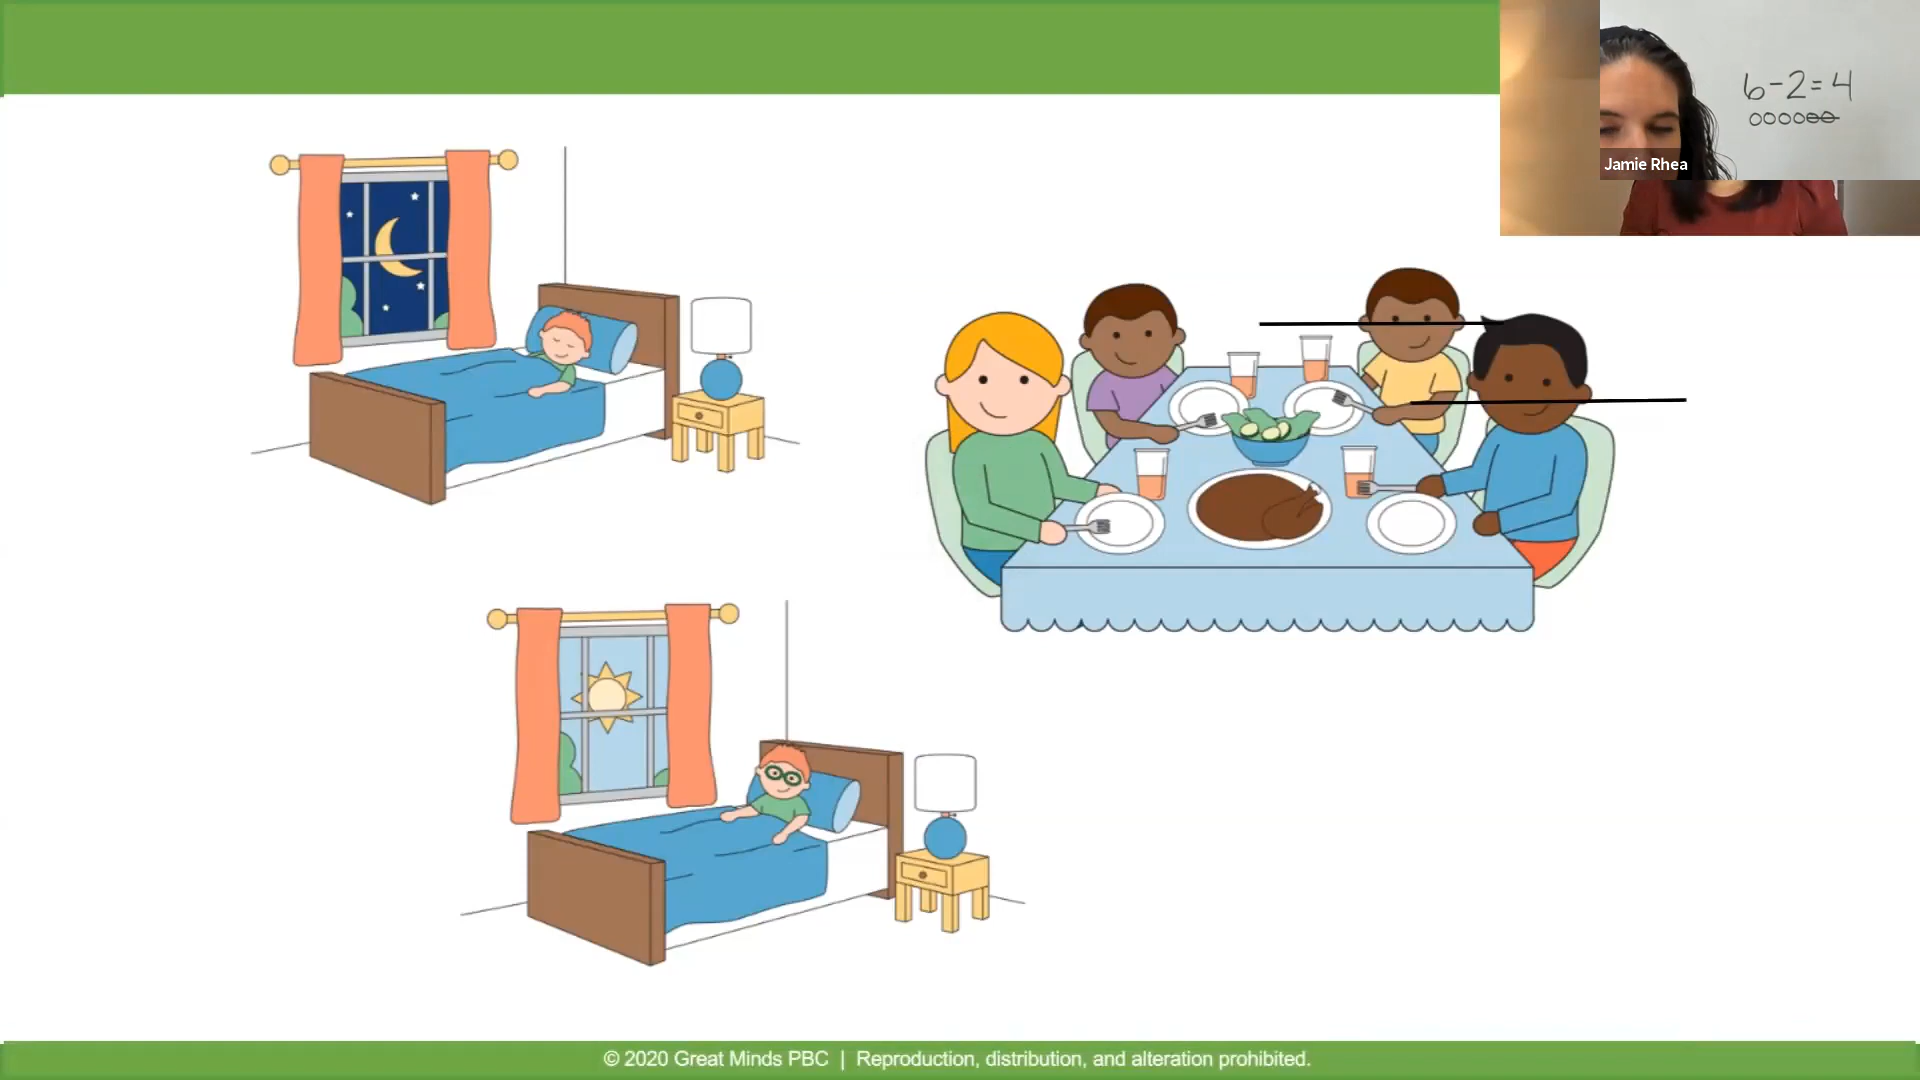 6-2=4
Jamie Rhea
© 2020 Great Minds PBC | Reproduction, distribution, and alteration prohibited.